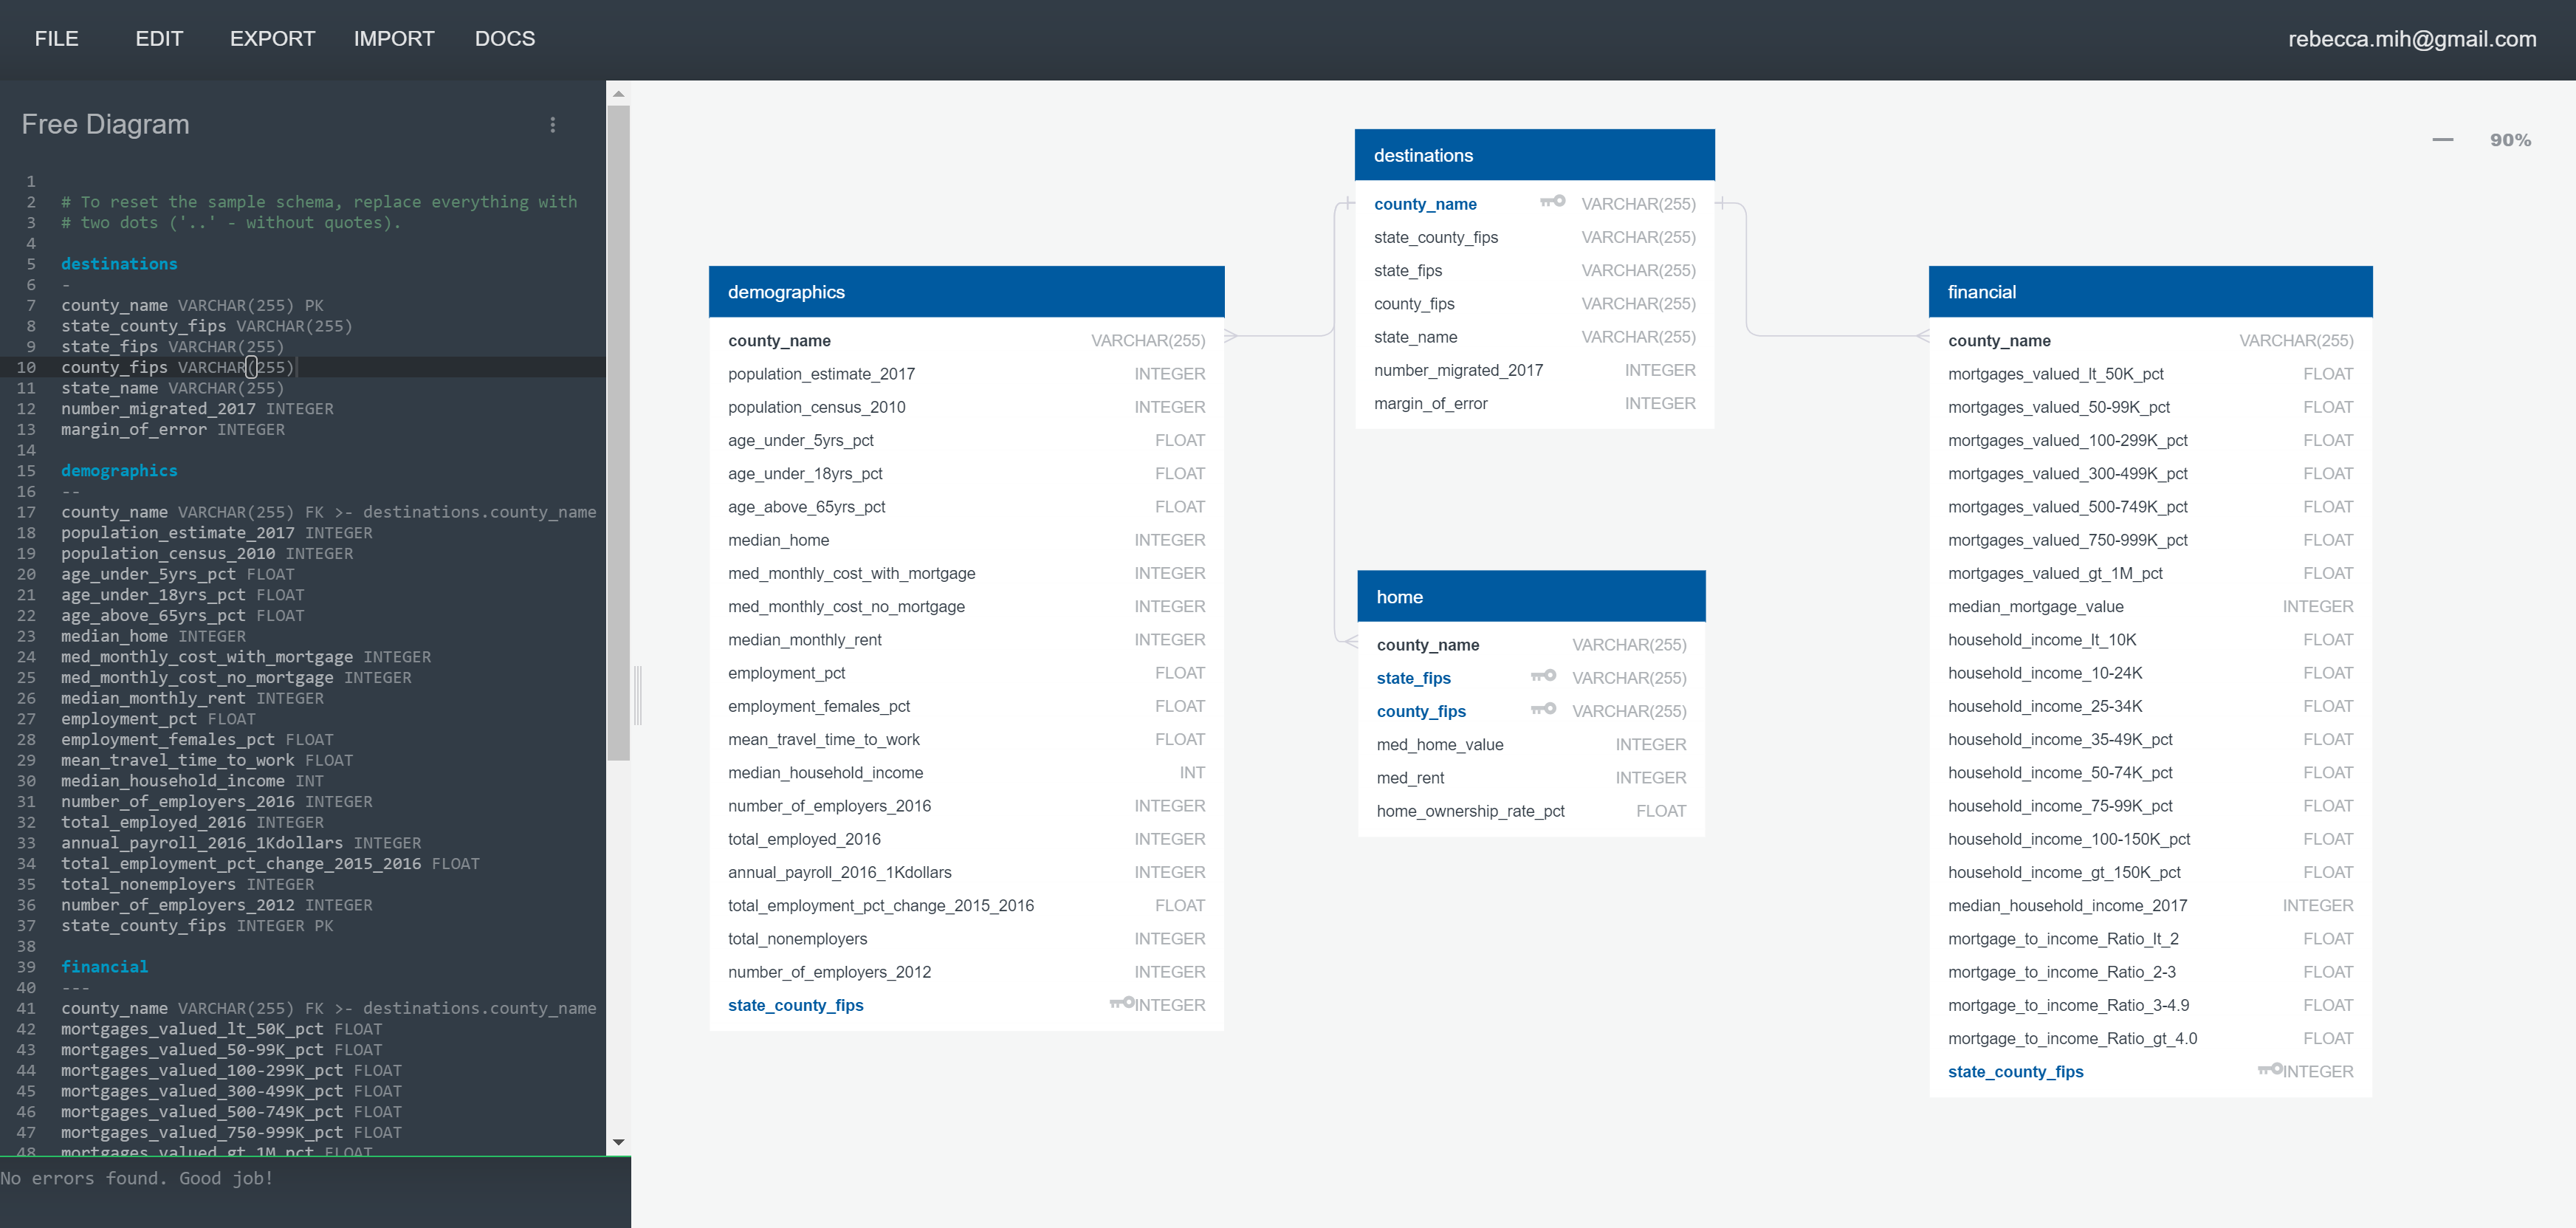 FILE EDIT EXPORT IMPORT DOCS rebecca.mih@gmail.com
Free Diagram
1
2 # To reset the sample schema, replace everything with
3 # two dots ('..' - without quotes).
4
5 destinations
6 -
7 county_name VARCHAR(255) PK
8 state_county_fips VARCHAR(255)
9 state_fips VARCHAR(255)
10 county_fips VARCHAR(255)
11 state_name VARCHAR(255)
12 number_migrated_2017 INTEGER
13 margin_of_error INTEGER
14
15 demographics
16 --
17 county_name VARCHAR(255) FK >- destinations.county_name
18 population_estimate_2017 INTEGER
19 population_census_2010 INTEGER
20 age_under_5yrs_pct FLOAT
21 age_under_18yrs_pct FLOAT
22 age_above_65yrs_pct FLOAT
23 median_home INTEGER
24 med_monthly_cost_with_mortgage INTEGER
25 med_monthly_cost_no_mortgage INTEGER
26 median_monthly_rent INTEGER
27 employment_pct FLOAT
28 employment_females_pct FLOAT
29 mean_travel_time_to_work FLOAT
30 median_household_income INT
31 number_of_employers_2016 INTEGER
32 total_employed_2016 INTEGER
33 annual_payroll_2016_1Kdollars INTEGER
34 total_employment_pct_change_2015_2016 FLOAT
35 total_nonemployers INTEGER
36 number_of_employers_2012 INTEGER
37 state_county_fips INTEGER PK
38
39 financial
40 ---
41 county_name VARCHAR(255) FK >- destinations.county_name
42 mortgages_valued_lt_50K_pct FLOAT
43 mortgages_valued_50-99K_pct FLOAT
44 mortgages_valued_100-299K_pct FLOAT
45 mortgages_valued_300-499K_pct FLOAT
46 mortgages_valued_500-749K_pct FLOAT
47 mortgages_valued_750-999K_pct FLOAT
48 mortgages_valued_gt_1M_pct FLOAT
No errors found. Good job!
demographics
county_name VARCHAR(255)
population_estimate_2017 INTEGER
population_census_2010 INTEGER
age_under_5yrs_pct FLOAT
age_under_18yrs_pct FLOAT
age_above_65yrs_pct FLOAT
median_home INTEGER
med_monthly_cost_with_mortgage INTEGER
med_monthly_cost_no_mortgage INTEGER
median_monthly_rent INTEGER
employment_pct FLOAT
employment_females_pct FLOAT
mean_travel_time_to_work FLOAT
median_household_income INT
number_of_employers_2016 INTEGER
total_employed_2016 INTEGER
annual_payroll_2016_1Kdollars INTEGER
total_employment_pct_change_2015_2016 FLOAT
total_nonemployers INTEGER
number_of_employers_2012 INTEGER
state_county_fips INTEGER
destinations
county_name VARCHAR(255)
state_county_fips VARCHAR(255)
state_fips VARCHAR(255)
county_fips VARCHAR(255)
state_name VARCHAR(255)
number_migrated_2017 INTEGER
margin_of_error INTEGER
home
county_name VARCHAR(255)
state_fips VARCHAR(255)
county_fips VARCHAR(255)
med_home_value INTEGER
med_rent INTEGER
home_ownership_rate_pct FLOAT
90%
financial
county_name VARCHAR(255)
mortgages_valued_lt_50K_pct FLOAT
mortgages_valued_50-99K_pct FLOAT
mortgages_valued_100-299K_pct FLOAT
mortgages_valued_300-499K_pct FLOAT
mortgages_valued_500-749K_pct FLOAT
mortgages_valued_750-999K_pct FLOAT
mortgages_valued_gt_1M_pct FLOAT
median_mortgage_value INTEGER
household_income_lt_10K FLOAT
household_income_10-24K FLOAT
household_income_25-34K FLOAT
household_income_35-49K_pct FLOAT
household_income_50-74K_pct FLOAT
household_income_75-99K_pct FLOAT
household_income_100-150K_pct FLOAT
household_income_gt_150K_pct FLOAT
median_household_income_2017 INTEGER
mortgage_to_income_Ratio_lt_2 FLOAT
mortgage_to_income_Ratio_2-3 FLOAT
mortgage_to_income_Ratio_3-4.9 FLOAT
mortgage_to_income_Ratio_gt_4.0 FLOAT
state_county_fips INTEGER